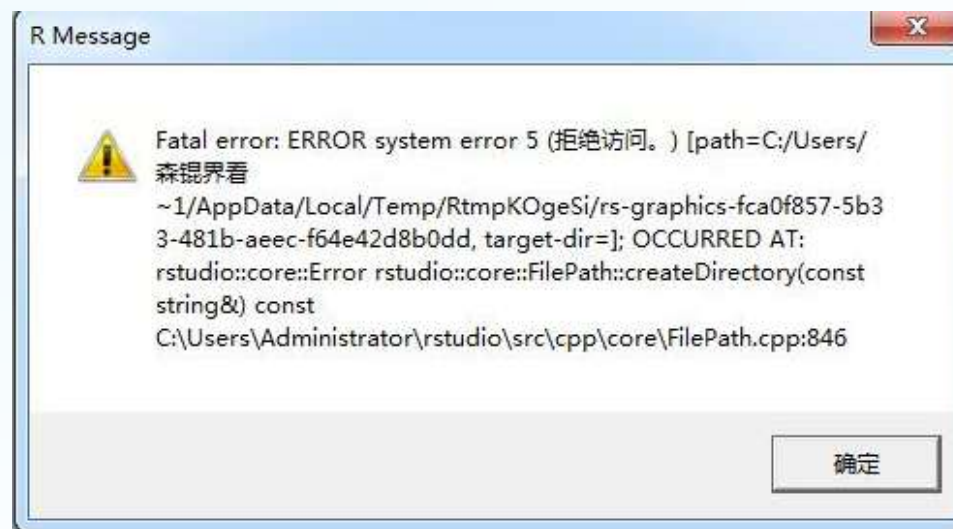 R Message
Fatal error: ERROR system error 5 (拒绝访问。) [path=C:/Users/
森锟界看
~1/AppData/Local/Temp/RtmpKOgeSi/rs-graphics-fca0f857-5b3
3-481b-aeec-f64e42d8b0dd, target-dir=]; OCCURRED AT:
rstudio::core::Error rstudio::core::FilePath::createDirectory(const
string&) const
C:\Users\Administrator\rstudio\src\cpp\core\FilePath.cpp:846
确定